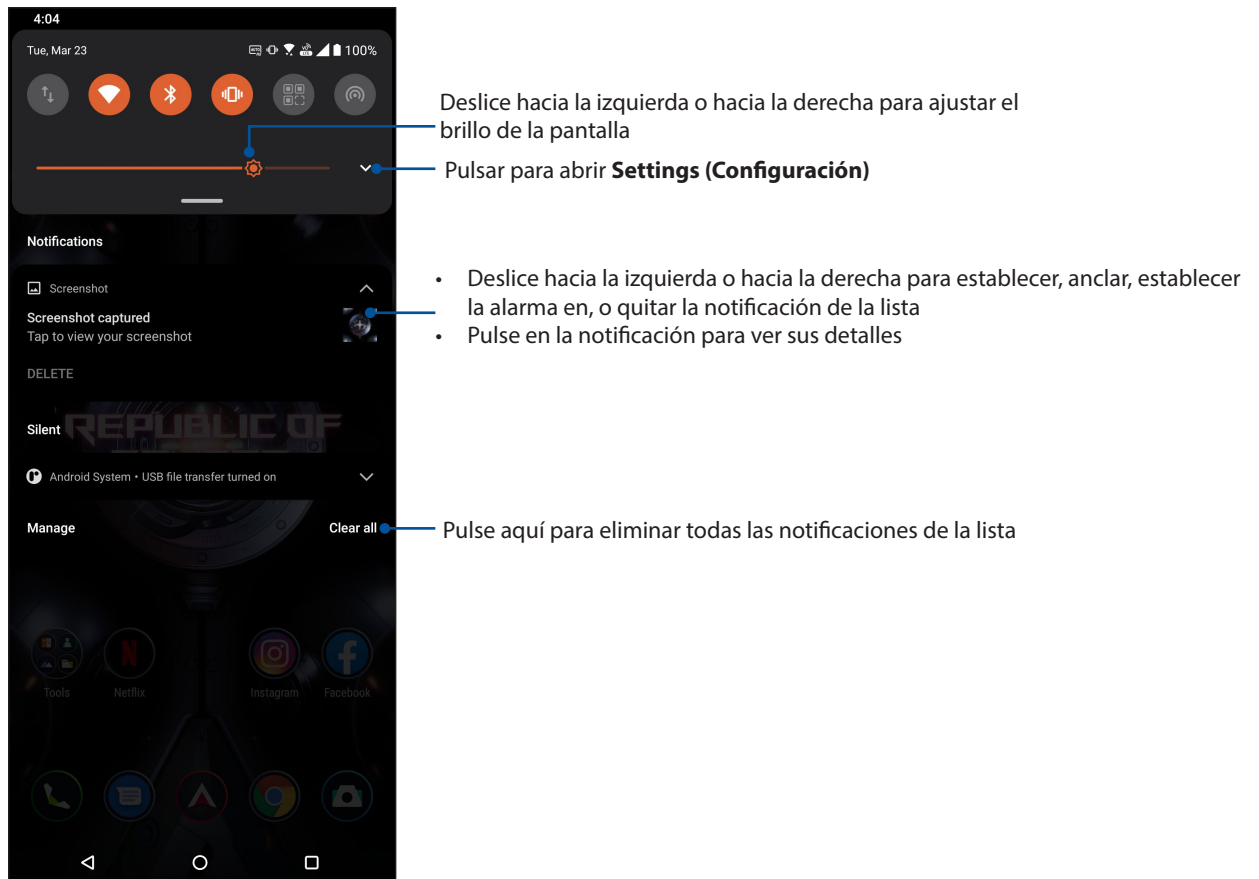 4:04
Tue, Mar 23
100%
Deslice hacia la izquierda o hacia la derecha para ajustar el
brillo de la pantalla
Pulsar para abrir Settings (Configuración)
Notifications
Screenshot
Screenshot captured
Tap to view your screenshot
DELETE
• Deslice hacia la izquierda o hacia la derecha para establecer, anclar, establecer
la alarma en, o quitar la notificación de la lista
• Pulse en la notificación para ver sus detalles
Silent
REPUBLIC OF
Android System • USB file transfer turned on
Manage
Clear all
Pulse aquí para eliminar todas las notificaciones de la lista
Tools
Netflix
Instagram
Facebook